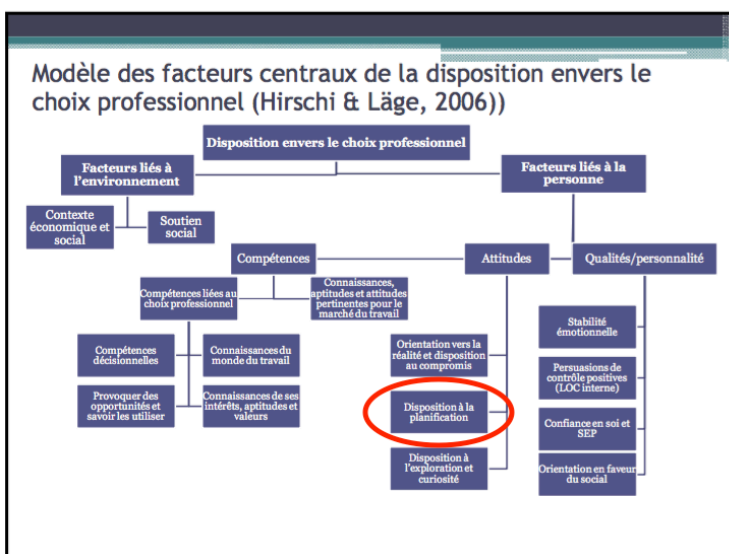 Modèle des facteurs centraux de la disposition envers le
choix professionnel (Hirschi & Läge, 2006))
Disposition envers le choix professionnel
Facteurs liés à
l'environnement
Facteurs liés à la
personne
Contexte
économique et
social
Soutien
social
Compétences
Attitudes
Qualités/personnalité
Compétences liées au
choix professionnel
Connaissances,
aptitudes et attitudes
pertinentes pour le
marché du travail
Compétences
décisionnelles
Connaissances du
monde du travail
Provoquer des
opportunités et
savoir les utiliser
Connaissances de ses
intérêts, aptitudes et
valeurs
Orientation vers la
réalité et disposition
au compromis
Disposition à la
planification
Disposition à
l'exploration et
curiosité
Stabilité
émotionnelle
Persuasions de
contrôle positives
(LOC interne)
Confiance en soi et
SEP
Orientation en faveur
du social